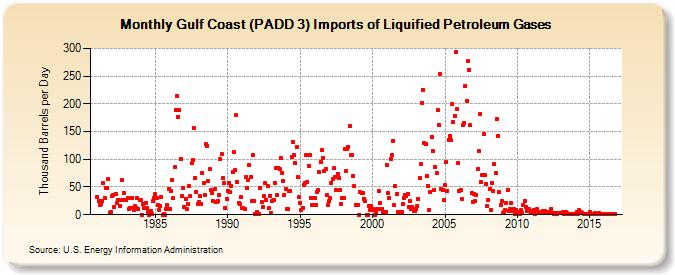 Monthly Gulf Coast (PADD 3) Imports of Liquified Petroleum Gases
Thousand Barrels per Day
300
250
200
150
100
50
0
1985 1990 1995 2000 2005 2010 2015
Source: U.S. Energy Information Administration